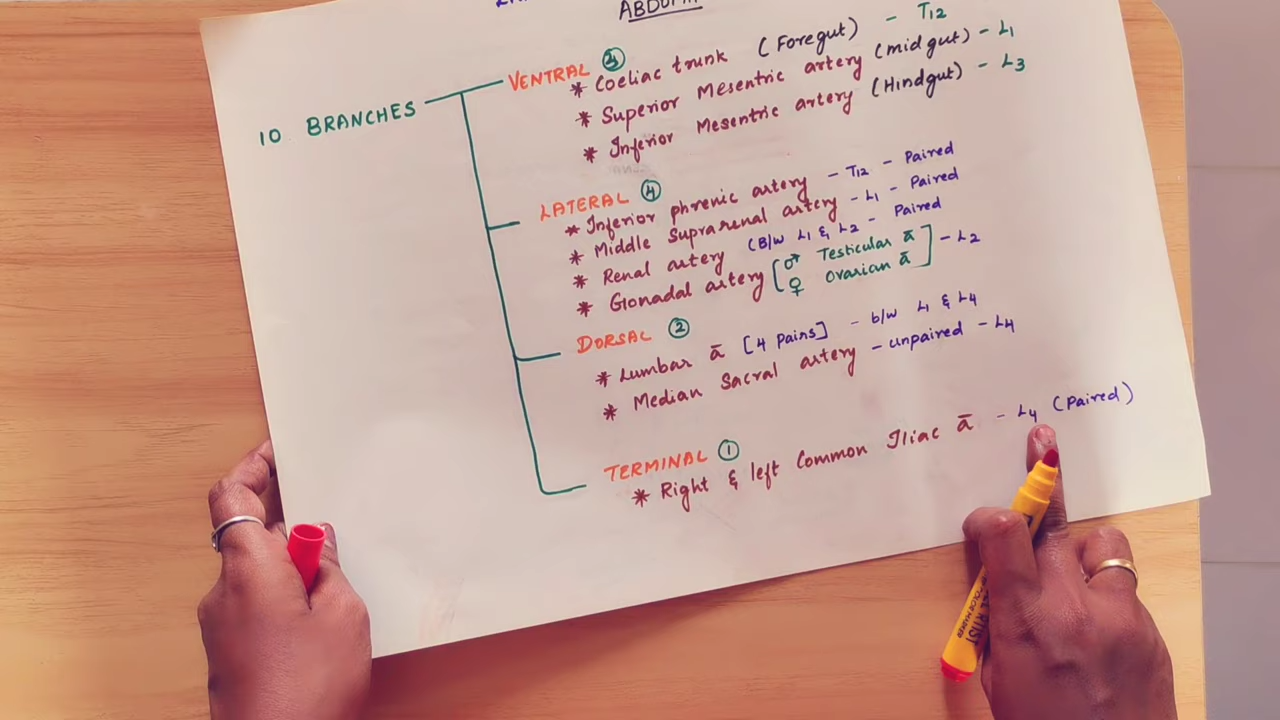 ABDOM
VENTRAL ③
* Coeliac trunk (Foregut) - T12
* Superior Mesentric artery (midgut) - L1
* Inferior Mesentric artery (Hindgut) - L3
10 BRANCHES
LATERAL ④
* Inferior phrenic artery - T12 - Paired
* Middle Suprarenal artery - L1 - Paired
* Renal artery (B/w L1 & L2 - Paired
* Gonadal artery [♂ Testicular ā
♀ Ovarian ā] - L2
DORSAL ②
* Lumbar ā [4 Pairs] - b/w L1 & L4
* Median Sacral artery - unpaired - L4
TERMINAL ①
* Right & left Common Iliac ā - L4 (Paired)